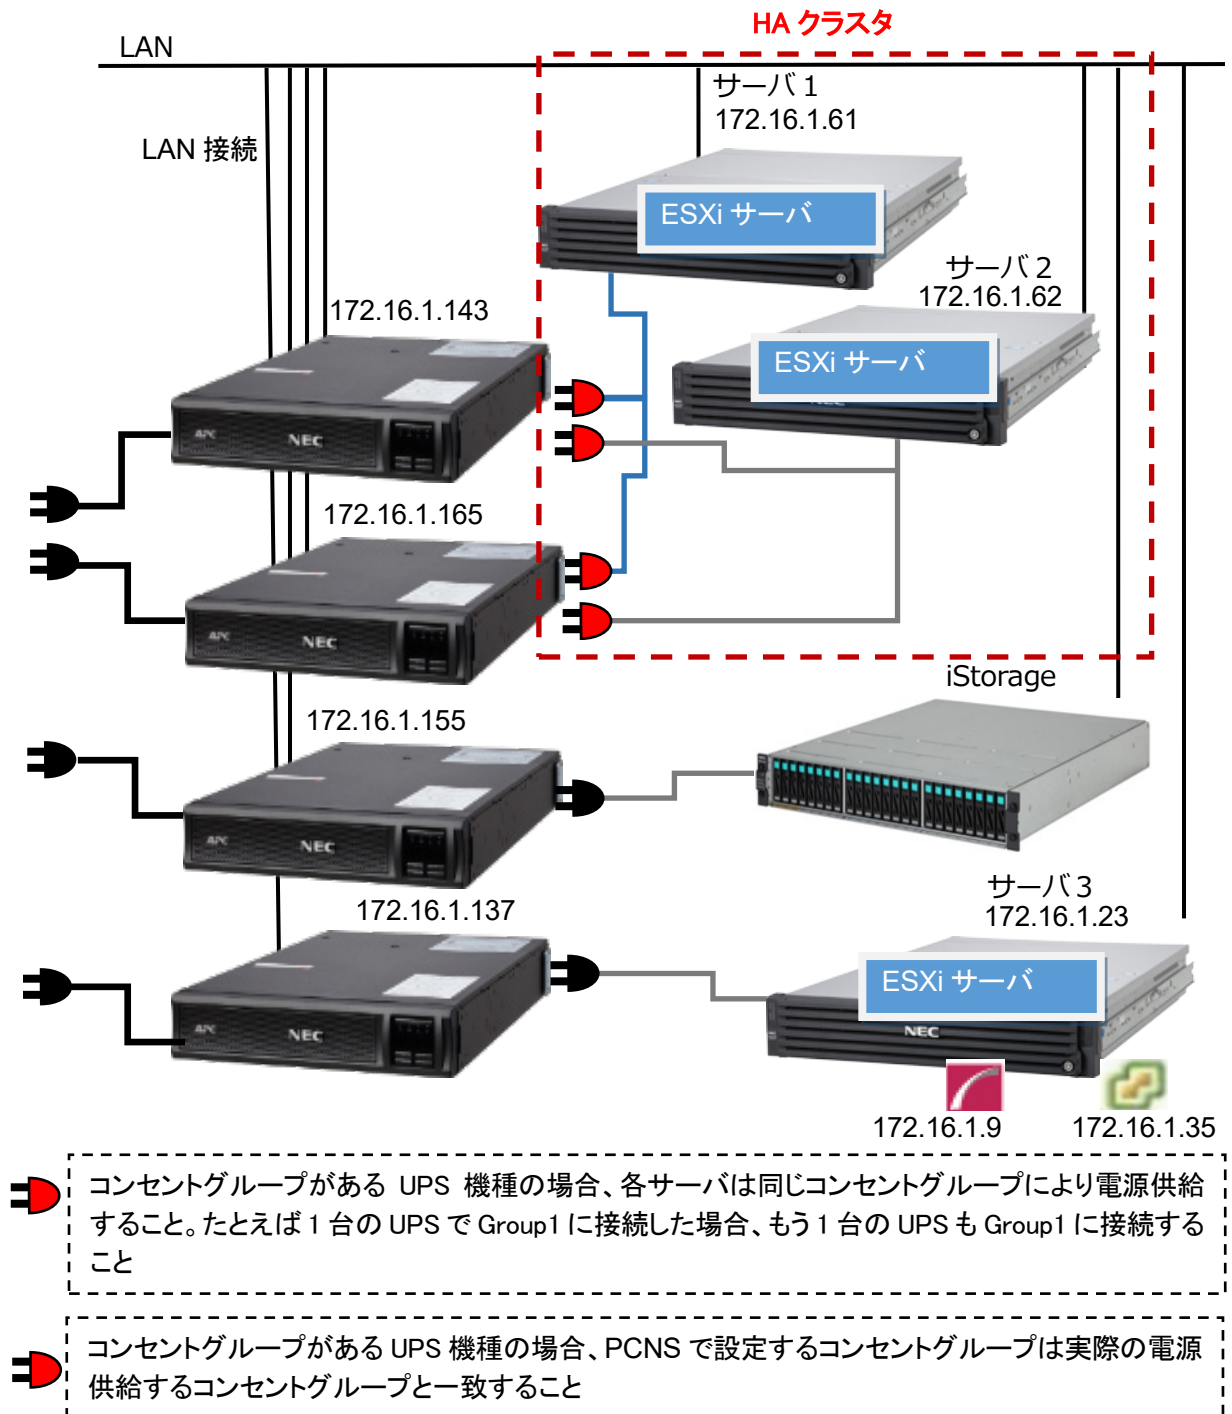 HA クラスタ
LAN
サーバ 1
172.16.1.61
LAN 接続
ESXi サーバ
サーバ 2
172.16.1.62
172.16.1.143
ESXi サーバ
NEC
APC
NEC
172.16.1.165
APC
NEC
iStorage
172.16.1.155
APC
NEC
サーバ 3
172.16.1.23
172.16.1.137
ESXi サーバ
APC
NEC
NEC
172.16.1.9
172.16.1.35
コンセントグループがある UPS 機種の場合、各サーバは同じコンセントグループにより電源供給
すること。たとえば 1 台の UPS で Group1 に接続した場合、もう 1 台の UPS も Group1 に接続する
こと
コンセントグループがある UPS 機種の場合、PCNS で設定するコンセントグループは実際の電源
供給するコンセントグループと一致すること